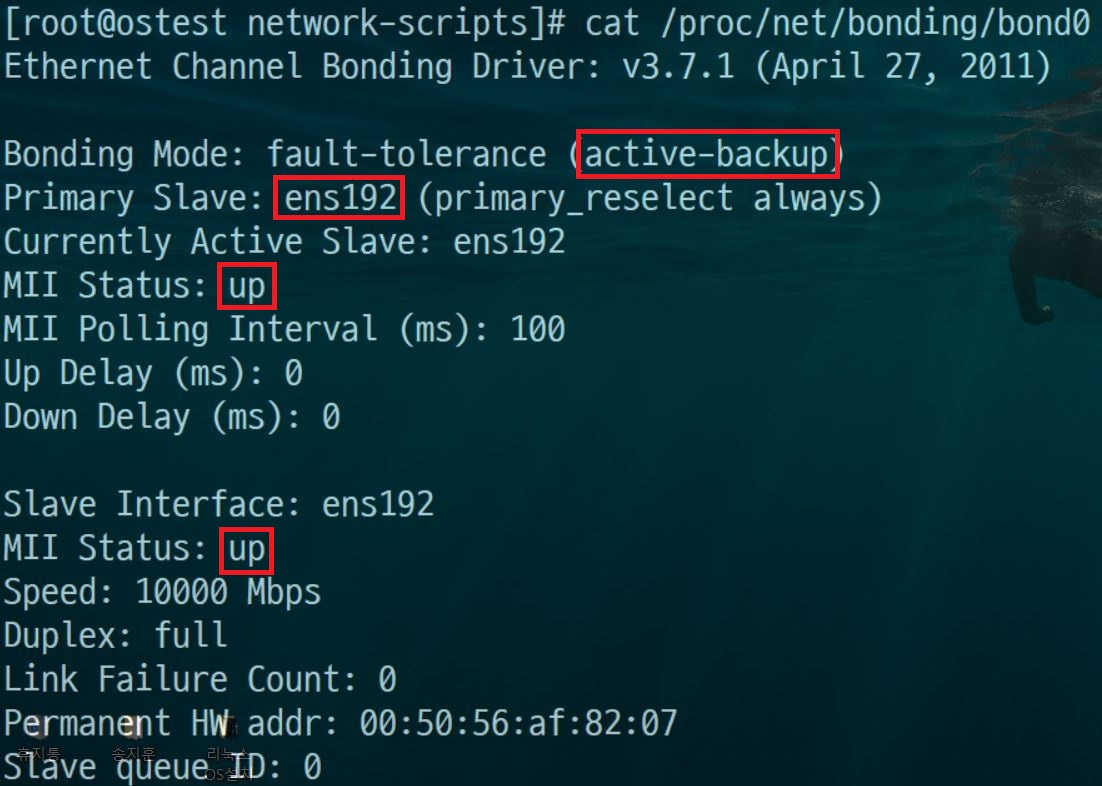 [root@ostest network-scripts]# cat /proc/net/bonding/bond0
Ethernet Channel Bonding Driver: v3.7.1 (April 27, 2011)
Bonding Mode: fault-tolerance (active-backup)
Primary Slave: ens192 (primary_reselect always)
Currently Active Slave: ens192
MII Status: up
MII Polling Interval (ms): 100
Up Delay (ms): 0
Down Delay (ms): 0
Slave Interface: ens192
MII Status: up
Speed: 10000 Mbps
Duplex: full
Link Failure Count: 0
Permanent HW addr: 00:50:56:af:82:07
휴지통 송지훈 리눅스
Slave queue ID: 0